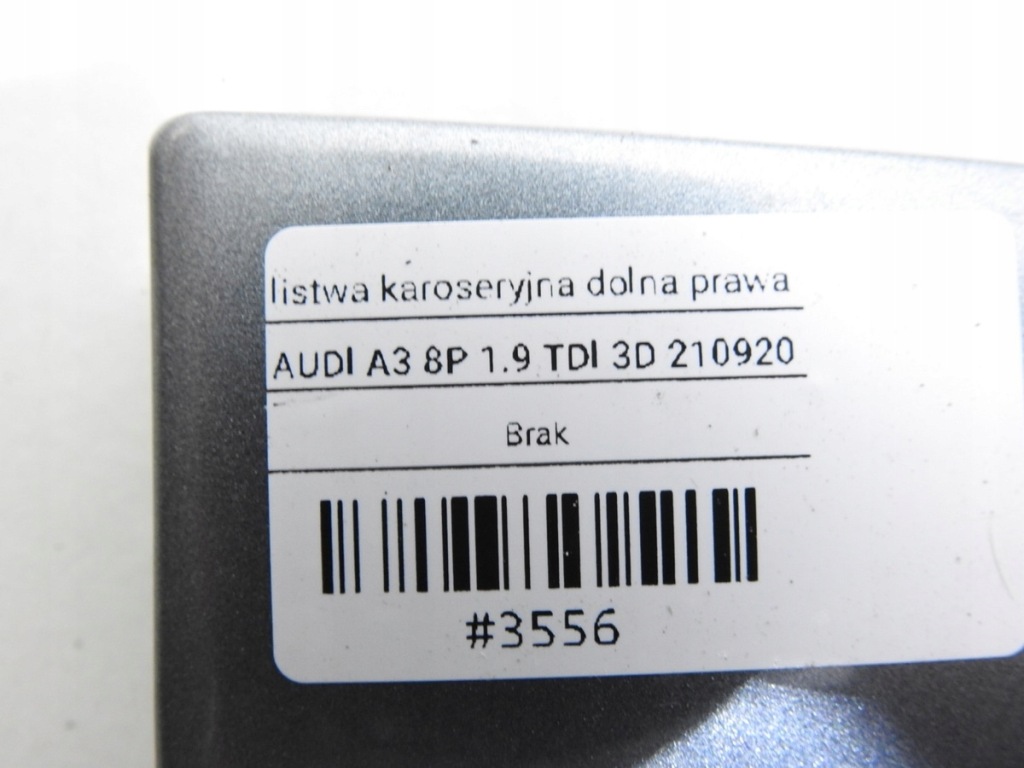 listwa karoseryjna dolna prawa
AUDI A3 8P 1.9 TDI 3D 210920
Brak
#3556